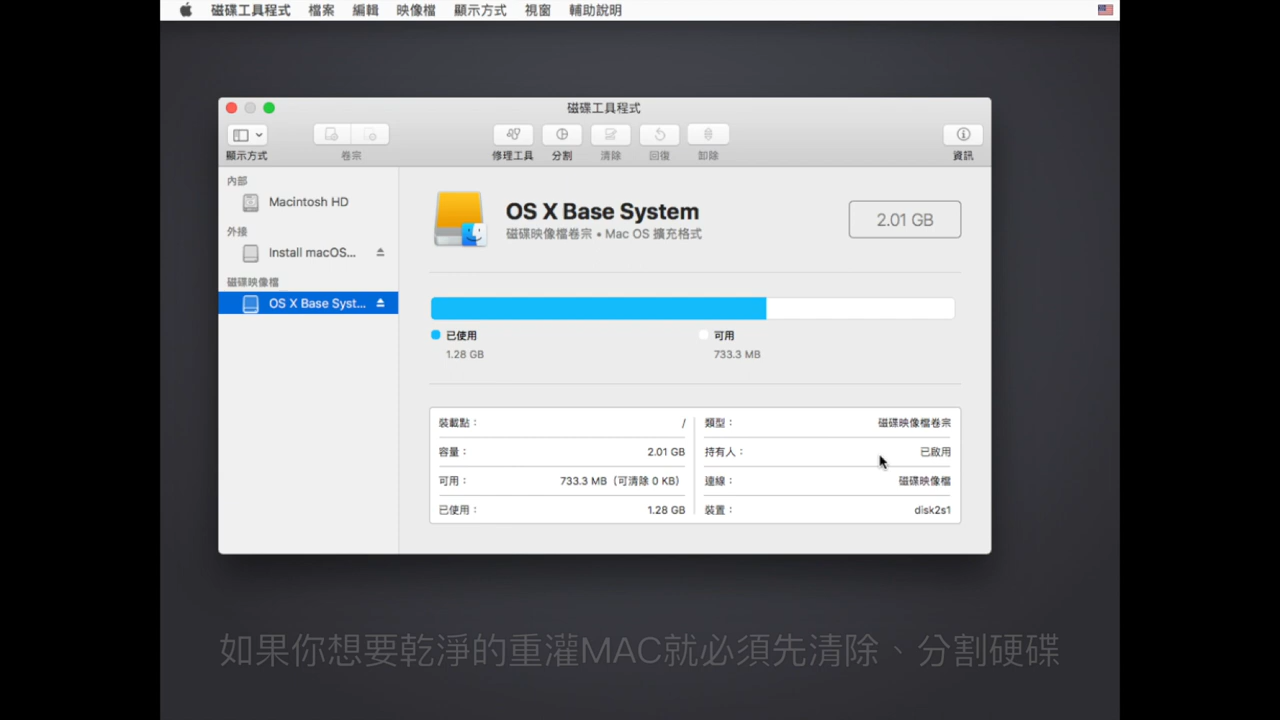 磁碟工具程式 檔案 編輯 映像檔 顯示方式 視窗 輔助說明
磁碟工具程式
顯示方式 卷宗 修理工具 分割 清除 回復 卸除 資訊
內部
Macintosh HD
外接
Install macOS...
磁碟映像檔
OS X Base Syst...
OS X Base System
磁碟映像檔卷宗 • Mac OS 擴充格式
2.01 GB
已使用
1.28 GB
可用
733.3 MB
裝載點： /
容量： 2.01 GB
可用： 733.3 MB（可清除 0 KB）
已使用： 1.28 GB
類型： 磁碟映像檔卷宗
持有人： 已啟用
連線： 磁碟映像檔
裝置： disk2s1
如果你想要乾淨的重灌MAC就必須先清除、分割硬碟